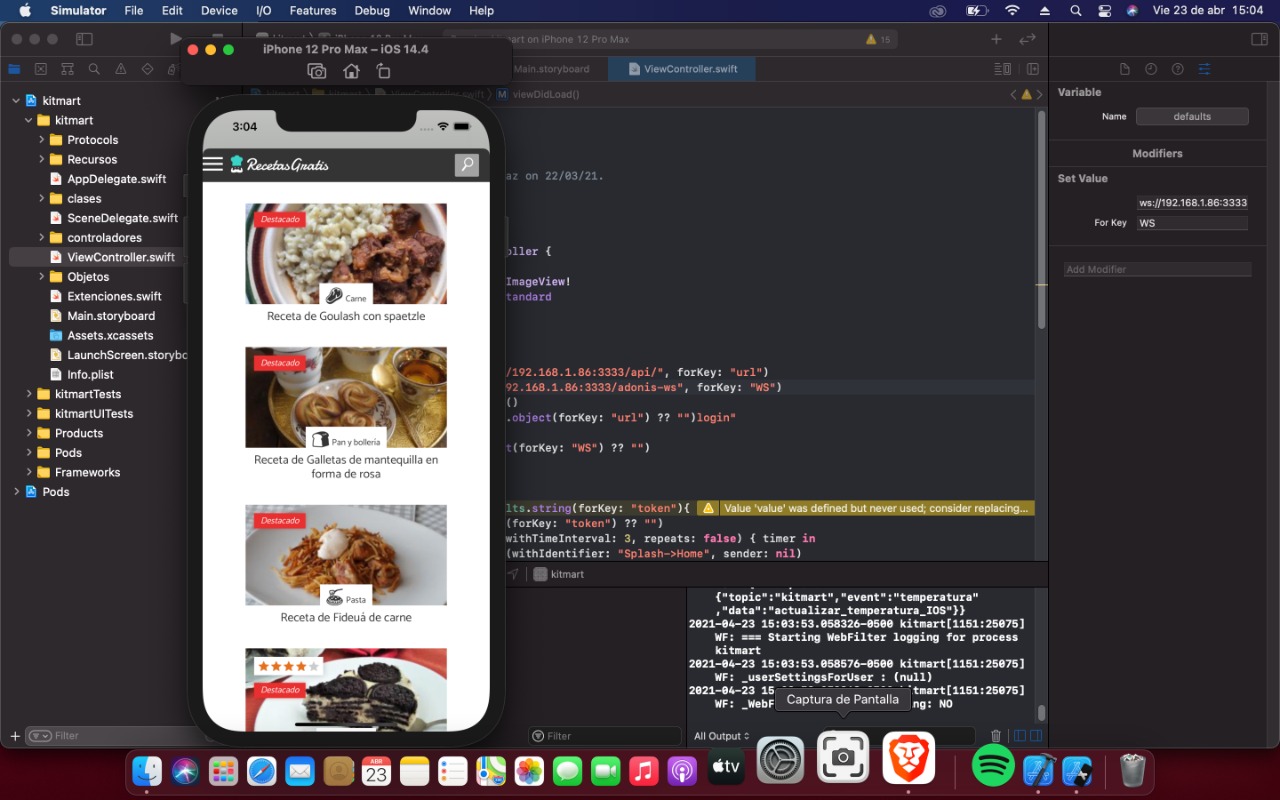 Simulator File Edit Device I/O Features Debug Window Help Vie 23 de abr 15:04
iPhone 12 Pro Max – iOS 14.4
on iPhone 12 Pro Max
15
Main.storyboard
ViewController.swift
viewDidLoad()
kitmart
kitmart
Protocols
Recursos
AppDelegate.swift
clases
SceneDelegate.swift
controladores
ViewController.swift
Objetos
Extenciones.swift
Main.storyboard
Assets.xcassets
LaunchScreen.storybo
Info.plist
kitmartTests
kitmartUITests
Products
Pods
Frameworks
Pods
Filter
3:04
RecetasGratis
Destacado
Carne
Receta de Goulash con spaetzle
Destacado
Pan y bollería
Receta de Galletas de mantequilla en
forma de rosa
Destacado
Pasta
Receta de Fideuá de carne
Destacado
az on 22/03/21.
oller {
ImageView!
tandard
/192.168.1.86:3333/api/", forKey: "url")
92.168.1.86:3333/adonis-ws", forKey: "WS")
()
.object(forKey: "url") ?? "")login"
t(forKey: "WS") ?? "")
lts.string(forKey: "token"){
Value 'value' was defined but never used; consider replacing...
(forKey: "token") ?? "")
withTimeInterval: 3, repeats: false) { timer in
(withIdentifier: "Splash->Home", sender: nil)
kitmart
{"topic":"kitmart","event":"temperatura"
,"data":"actualizar_temperatura_IOS"}}
2021-04-23 15:03:53.058326-0500 kitmart[1151:25075]
WF: === Starting WebFilter logging for process
kitmart
2021-04-23 15:03:53.058576-0500 kitmart[1151:25075]
WF: _userSettingsForUser : (null)
2021-04-23 kitmart[1151:25075]
WF: _WebF ng: NO
Captura de Pantalla
Filter
All Output
Variable
Name defaults
Modifiers
Set Value
ws://192.168.1.86:3333
For Key WS
Add Modifier
ABR
23
tv